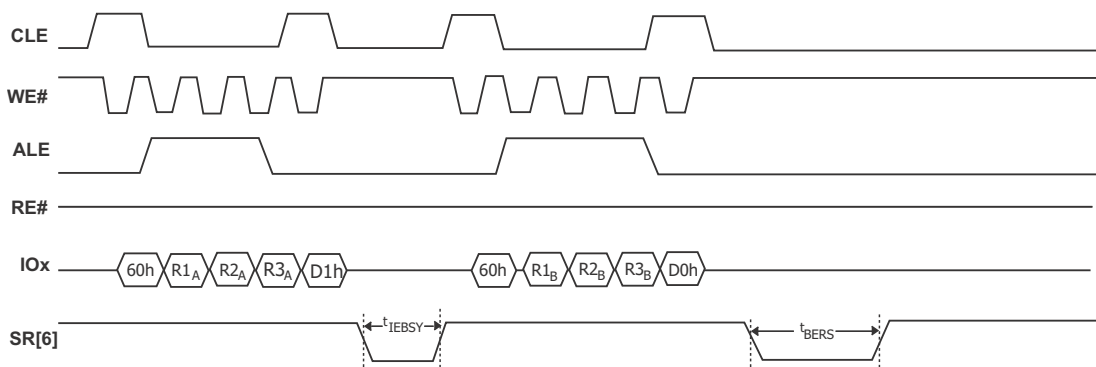 CLE
WE#
ALE
RE#
IOx 60h R1A R2A R3A D1h 60h R1B R2B R3B D0h
SR[6] tIEBSY tBERS